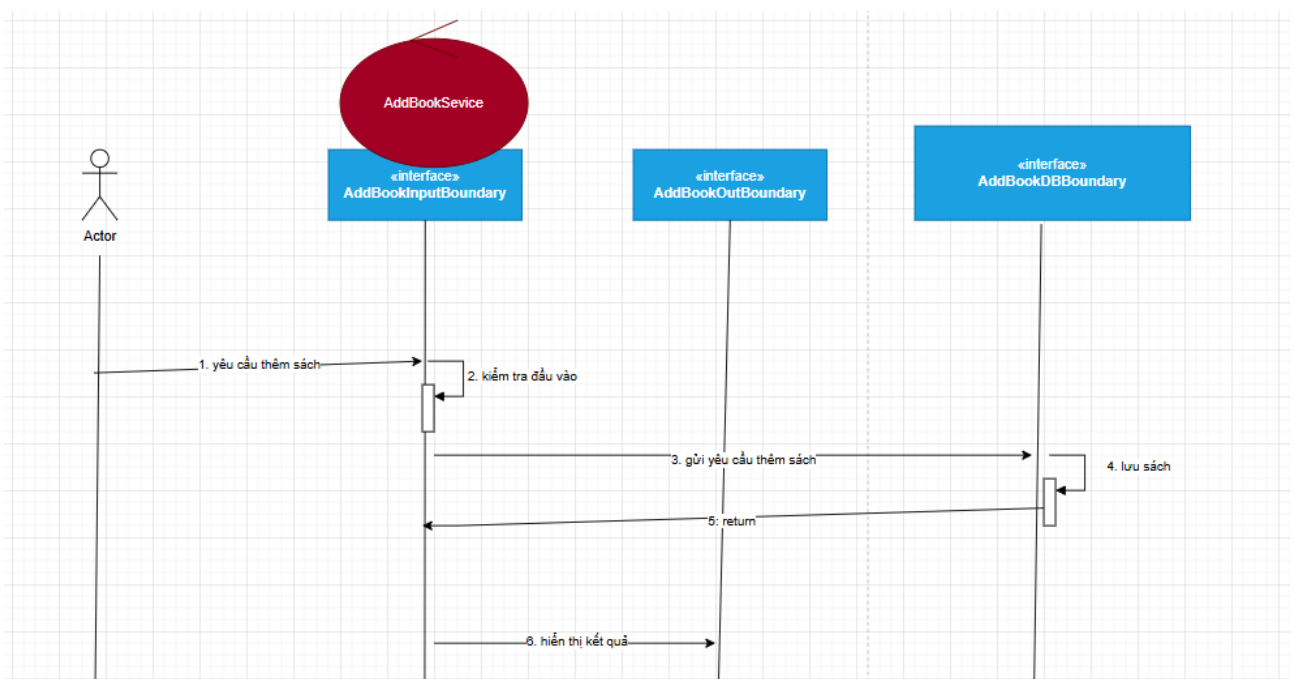 AddBookSevice
«interface»
AddBookInputBoundary
«interface»
AddBookOutBoundary
«interface»
AddBookDBBoundary
Actor
1. yêu cầu thêm sách
2. kiểm tra đầu vào
3. gửi yêu cầu thêm sách
4. lưu sách
5: return
6. hiển thị kết quả